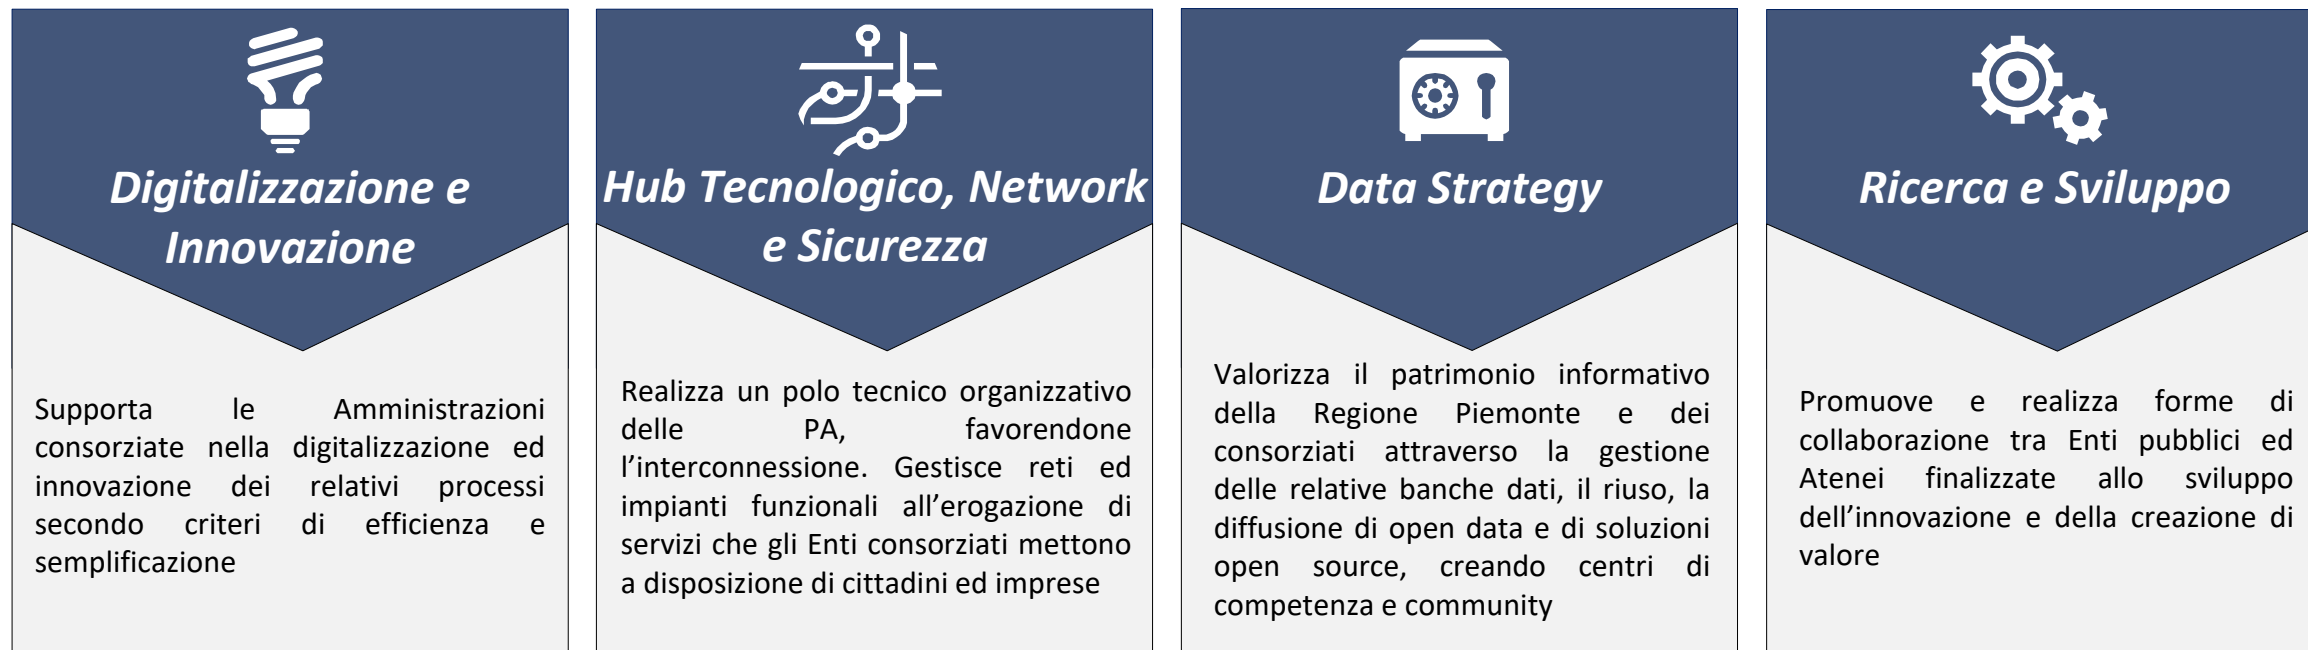 Digitalizzazione e
Innovazione
Supporta le Amministrazioni
consorziate nella digitalizzazione ed
innovazione dei relativi processi
secondo criteri di efficienza e
semplificazione
Hub Tecnologico, Network
e Sicurezza
Realizza un polo tecnico organizzativo
delle PA, favorendone
l’interconnessione. Gestisce reti ed
impianti funzionali all’erogazione di
servizi che gli Enti consorziati mettono
a disposizione di cittadini ed imprese
Data Strategy
Valorizza il patrimonio informativo
della Regione Piemonte e dei
consorziati attraverso la gestione
delle relative banche dati, il riuso, la
diffusione di open data e di soluzioni
open source, creando centri di
competenza e community
Ricerca e Sviluppo
Promuove e realizza forme di
collaborazione tra Enti pubblici ed
Atenei finalizzate allo sviluppo
dell’innovazione e della creazione di
valore